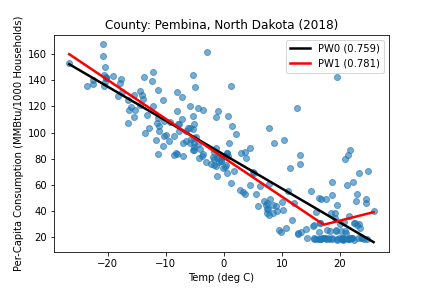 County: Pembina, North Dakota (2018)
PW0 (0.759)
PW1 (0.781)
Per-Capita Consumption (MMBtu/1000 Households)
160
140
120
100
80
60
40
20
−20
−10
0
10
20
Temp (deg C)